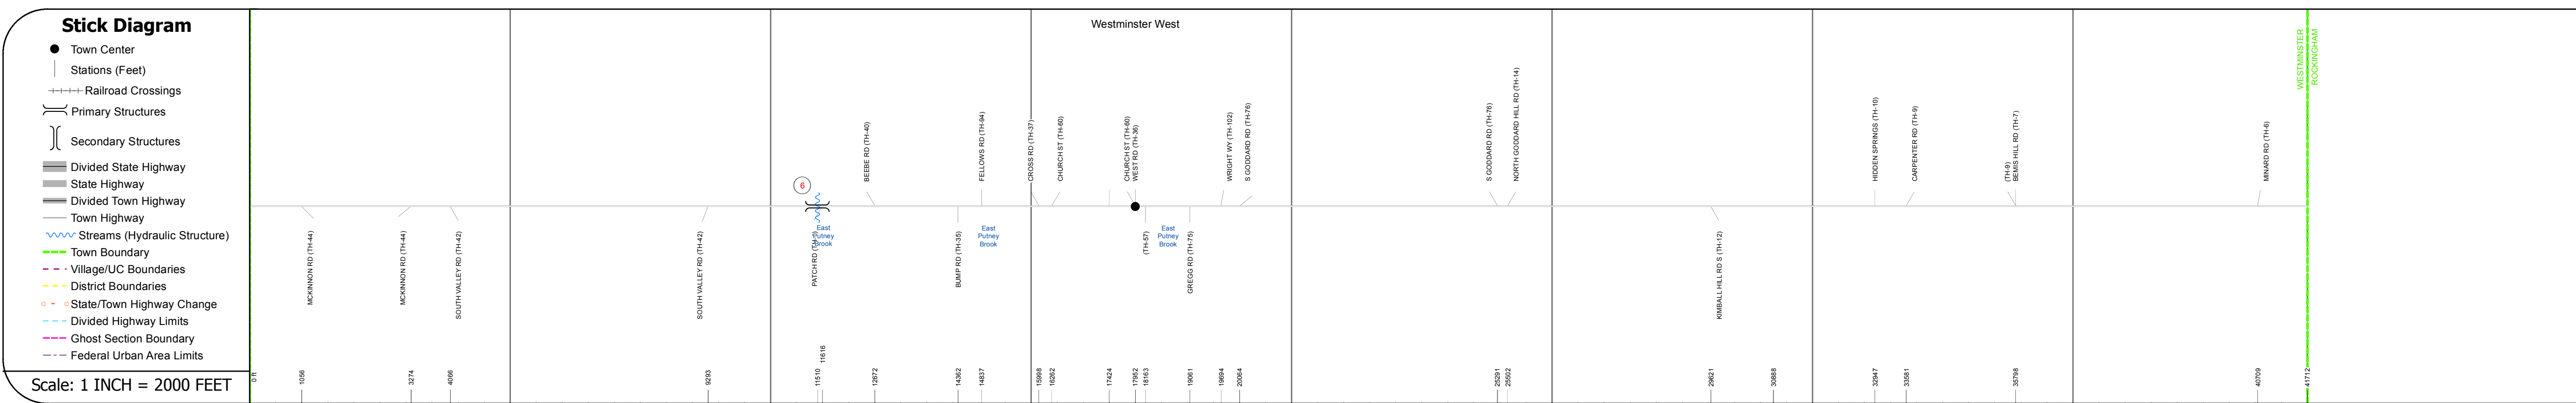 Stick Diagram
Town Center
Stations (Feet)
Railroad Crossings
Primary Structures
Secondary Structures
Divided State Highway
State Highway
Divided Town Highway
Town Highway
Streams (Hydraulic Structure)
Town Boundary
Village/UC Boundaries
District Boundaries
State/Town Highway Change
Divided Highway Limits
Ghost Section Boundary
Federal Urban Area Limits
Scale: 1 INCH = 2000 FEET
Westminster West
WESTMINSTER
ROCKINGHAM
BEEBE RD (TH-40)
FELLOWS RD (TH-94)
CROSS RD (TH-37)
CHURCH ST (TH-60)
CHURCH ST (TH-60)
WEST RD (TH-36)
WRIGHT WY (TH-102)
S GODDARD RD (TH-76)
S GODDARD RD (TH-76)
NORTH GODDARD HILL RD (TH-14)
HIDDEN SPRINGS (TH-10)
CARPENTER RD (TH-9)
(TH-9)
BEMIS HILL RD (TH-7)
MINARD RD (TH-6)
6
MCKINNON RD (TH-44)
MCKINNON RD (TH-44)
SOUTH VALLEY RD (TH-42)
SOUTH VALLEY RD (TH-42)
PATCH RD
East
Putney
Brook
BUMP RD (TH-35)
East
Putney
Brook
(TH-57)
East
Putney
Brook
GREGG RD (TH-75)
KIMBALL HILL RD S (TH-12)
0 ft
1056
3274
4066
9293
11510
11616
12672
14362
14837
15998
16262
17424
17952
18163
19061
19694
20064
25291
25502
29621
30888
32947
33581
35798
40709
41712